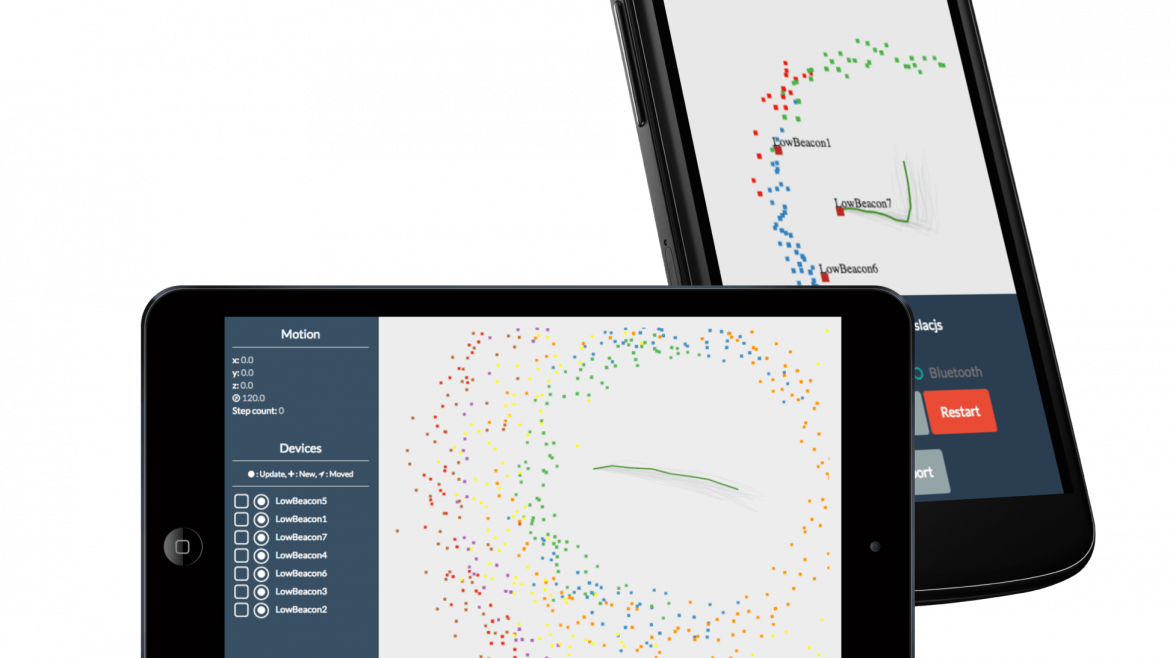 LowBeacon1
LowBeacon7
LowBeacon6
slacjs
Bluetooth
Restart
Motion
x: 0.0
y: 0.0
z: 0.0
120.0
Step count: 0
Devices
: Update, + : New, : Moved
LowBeacon5
LowBeacon1
LowBeacon7
LowBeacon4
LowBeacon6
LowBeacon3
LowBeacon2